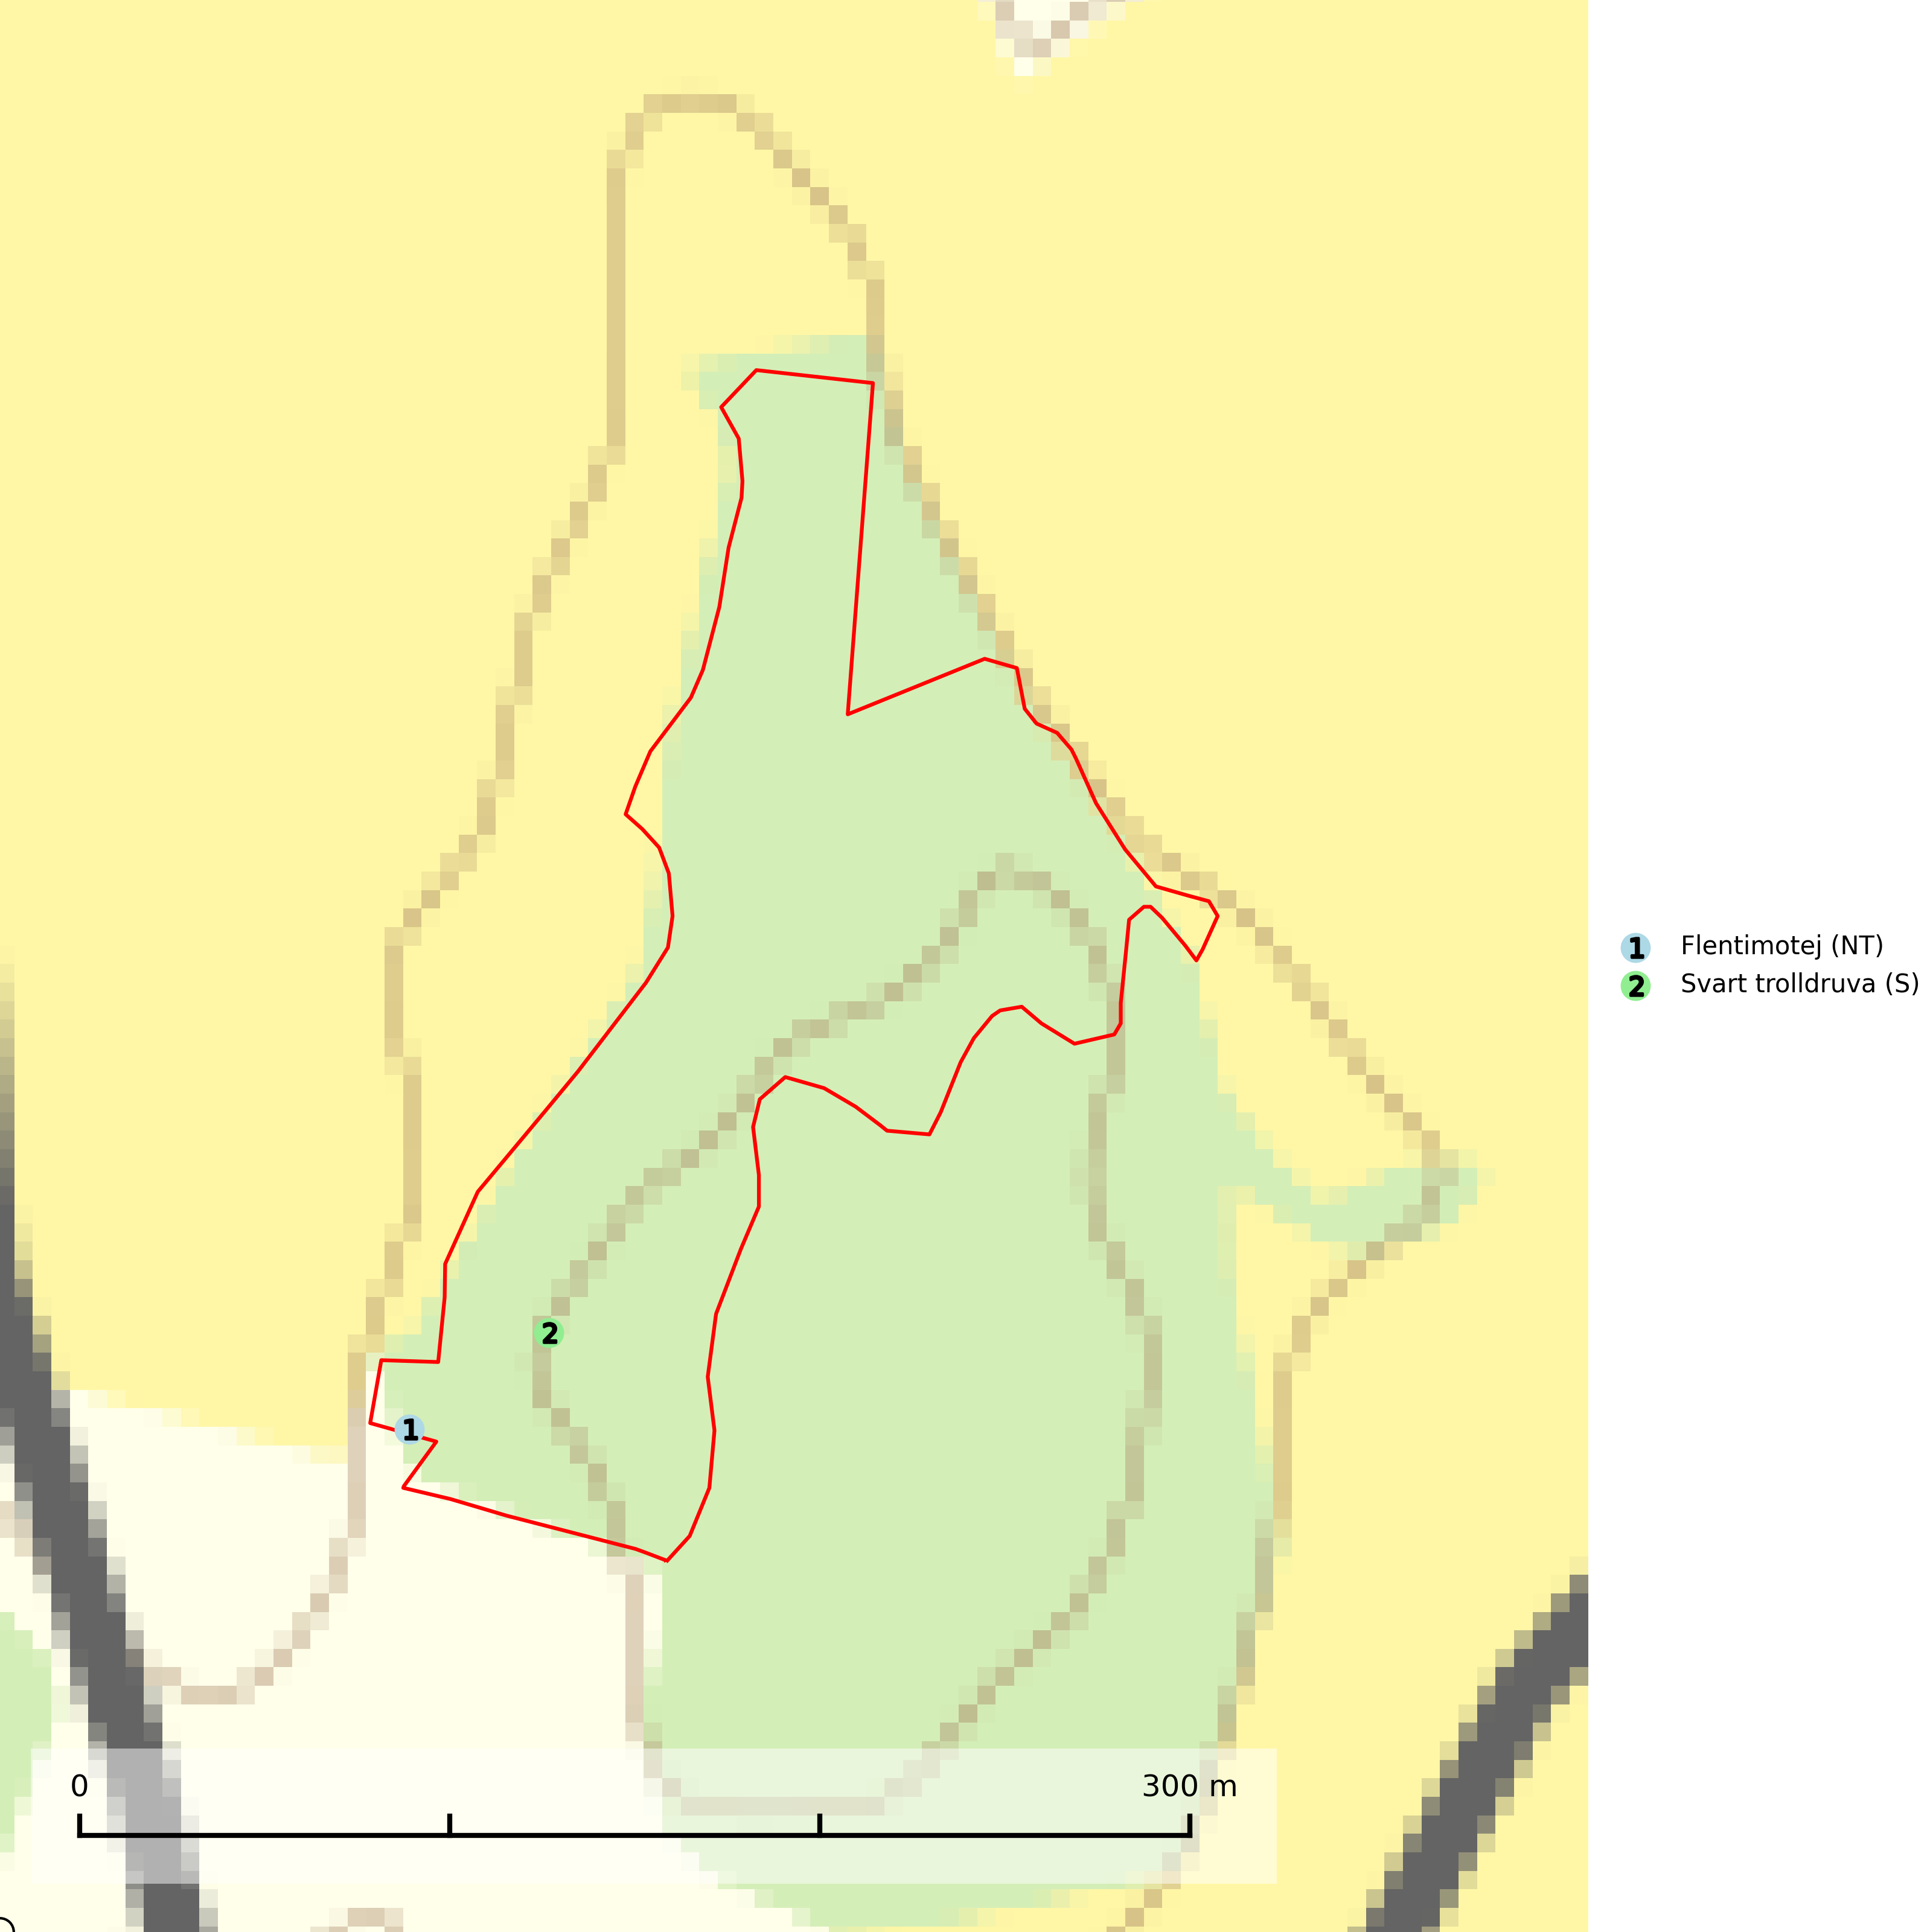 1 Flentimotej (NT)
2 Svart trolldruva (S)
2
1
0 300 m